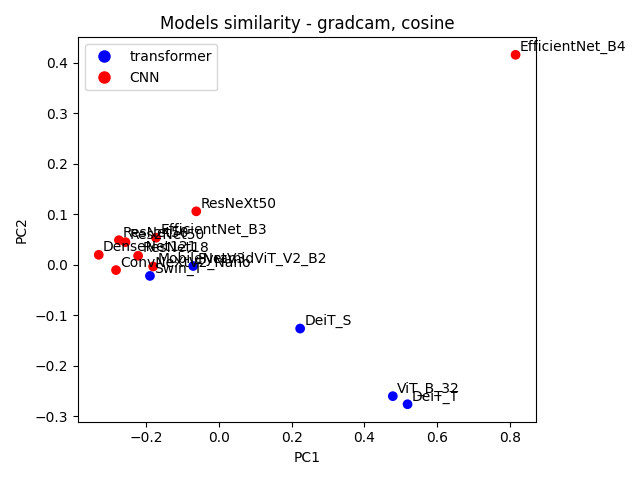 Models similarity - gradcam, cosine
transformer
CNN
EfficientNet_B4
ResNeXt50
EfficientNet_B3
ResNet50
DenseNet121
ResNet18
PyramidViT_V2_B2
Swin_T
DeiT_S
ViT_B_32
DeiT_T
PC2
0.4
0.3
0.2
0.1
0.0
−0.1
−0.2
−0.3
−0.2
0.0
0.2
0.4
0.6
0.8
PC1